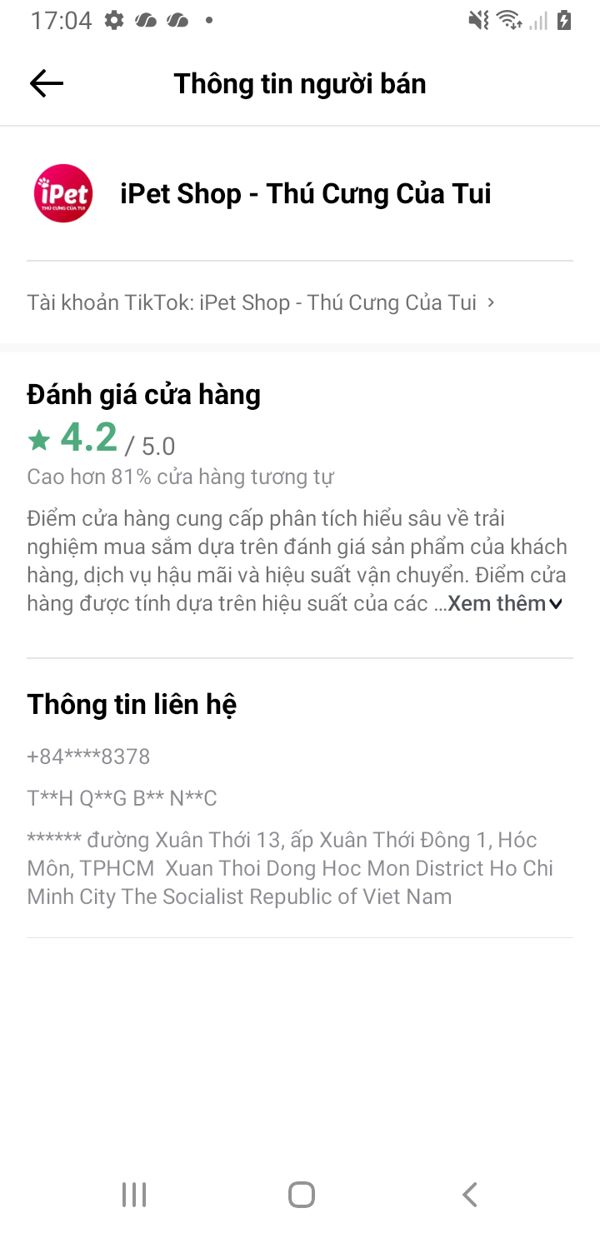 17:04
Thông tin người bán
iPet
THÚ CƯNG CỦA TUI
iPet Shop - Thú Cưng Của Tui
Tài khoản TikTok: iPet Shop - Thú Cưng Của Tui ›
Đánh giá cửa hàng
★ 4.2 / 5.0
Cao hơn 81% cửa hàng tương tự
Điểm cửa hàng cung cấp phân tích hiểu sâu về trải
nghiệm mua sắm dựa trên đánh giá sản phẩm của khách
hàng, dịch vụ hậu mãi và hiệu suất vận chuyển. Điểm cửa
hàng được tính dựa trên hiệu suất của các ...Xem thêm
Thông tin liên hệ
+84****8378
T**H Q**G B** N**C
****** đường Xuân Thới 13, ấp Xuân Thới Đông 1, Hóc
Môn, TPHCM  Xuan Thoi Dong Hoc Mon District Ho Chi
Minh City The Socialist Republic of Viet Nam